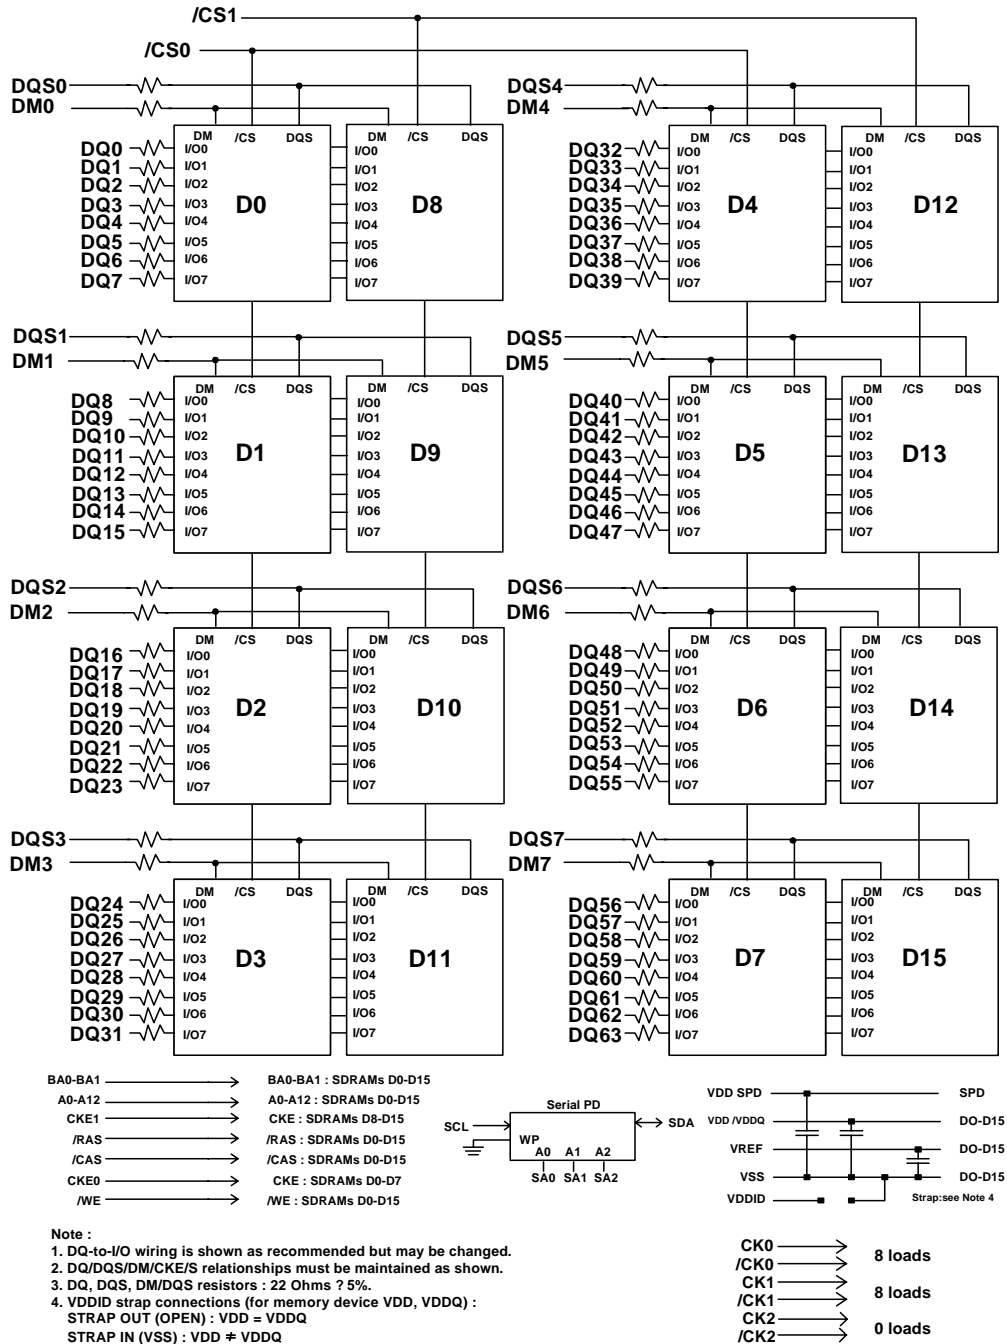 /CS1
/CS0
DQS0
DM0
DQS4
DM4
DM /CS DQS DM /CS DQS
DM /CS DQS DM /CS DQS
DQ0 I/O0 I/O0
DQ1 I/O1 I/O1
DQ2 I/O2 I/O2
DQ3 I/O3 I/O3
DQ4 I/O4 I/O4
DQ5 I/O5 I/O5
DQ6 I/O6 I/O6
DQ7 I/O7 I/O7
D0 D8
DQ32 I/O0 I/O0
DQ33 I/O1 I/O1
DQ34 I/O2 I/O2
DQ35 I/O3 I/O3
DQ36 I/O4 I/O4
DQ37 I/O5 I/O5
DQ38 I/O6 I/O6
DQ39 I/O7 I/O7
D4 D12
DQS1
DM1
DQS5
DM5
DM /CS DQS DM /CS DQS
DM /CS DQS DM /CS DQS
DQ8 I/O0 I/O0
DQ9 I/O1 I/O1
DQ10 I/O2 I/O2
DQ11 I/O3 I/O3
DQ12 I/O4 I/O4
DQ13 I/O5 I/O5
DQ14 I/O6 I/O6
DQ15 I/O7 I/O7
D1 D9
DQ40 I/O0 I/O0
DQ41 I/O1 I/O1
DQ42 I/O2 I/O2
DQ43 I/O3 I/O3
DQ44 I/O4 I/O4
DQ45 I/O5 I/O5
DQ46 I/O6 I/O6
DQ47 I/O7 I/O7
D5 D13
DQS2
DM2
DQS6
DM6
DM /CS DQS DM /CS DQS
DM /CS DQS DM /CS DQS
DQ16 I/O0 I/O0
DQ17 I/O1 I/O1
DQ18 I/O2 I/O2
DQ19 I/O3 I/O3
DQ20 I/O4 I/O4
DQ21 I/O5 I/O5
DQ22 I/O6 I/O6
DQ23 I/O7 I/O7
D2 D10
DQ48 I/O0 I/O0
DQ49 I/O1 I/O1
DQ50 I/O2 I/O2
DQ51 I/O3 I/O3
DQ52 I/O4 I/O4
DQ53 I/O5 I/O5
DQ54 I/O6 I/O6
DQ55 I/O7 I/O7
D6 D14
DQS3
DM3
DQS7
DM7
DM /CS DQS DM /CS DQS
DM /CS DQS DM /CS DQS
DQ24 I/O0 I/O0
DQ25 I/O1 I/O1
DQ26 I/O2 I/O2
DQ27 I/O3 I/O3
DQ28 I/O4 I/O4
DQ29 I/O5 I/O5
DQ30 I/O6 I/O6
DQ31 I/O7 I/O7
D3 D11
DQ56 I/O0 I/O0
DQ57 I/O1 I/O1
DQ58 I/O2 I/O2
DQ59 I/O3 I/O3
DQ60 I/O4 I/O4
DQ61 I/O5 I/O5
DQ62 I/O6 I/O6
DQ63 I/O7 I/O7
D7 D15
BA0-BA1 BA0-BA1 : SDRAMs D0-D15
A0-A12 A0-A12 : SDRAMs D0-D15
CKE1 CKE : SDRAMs D8-D15
/RAS /RAS : SDRAMs D0-D15
/CAS /CAS : SDRAMs D0-D15
CKE0 CKE : SDRAMs D0-D7
/WE /WE : SDRAMs D0-D15
Serial PD
SCL SDA
WP
A0 A1 A2
SA0 SA1 SA2
VDD SPD SPD
VDD /VDDQ DO-D15
VREF DO-D15
VSS DO-D15
VDDID Strap:see Note 4
Note :
1. DQ-to-I/O wiring is shown as recommended but may be changed.
2. DQ/DQS/DM/CKE/S relationships must be maintained as shown.
3. DQ, DQS, DM/DQS resistors : 22 Ohms ? 5%.
4. VDDID strap connections (for memory device VDD, VDDQ) :
STRAP OUT (OPEN) : VDD = VDDQ
STRAP IN (VSS) : VDD ≠ VDDQ
CK0
/CK0 8 loads
CK1
/CK1 8 loads
CK2
/CK2 0 loads